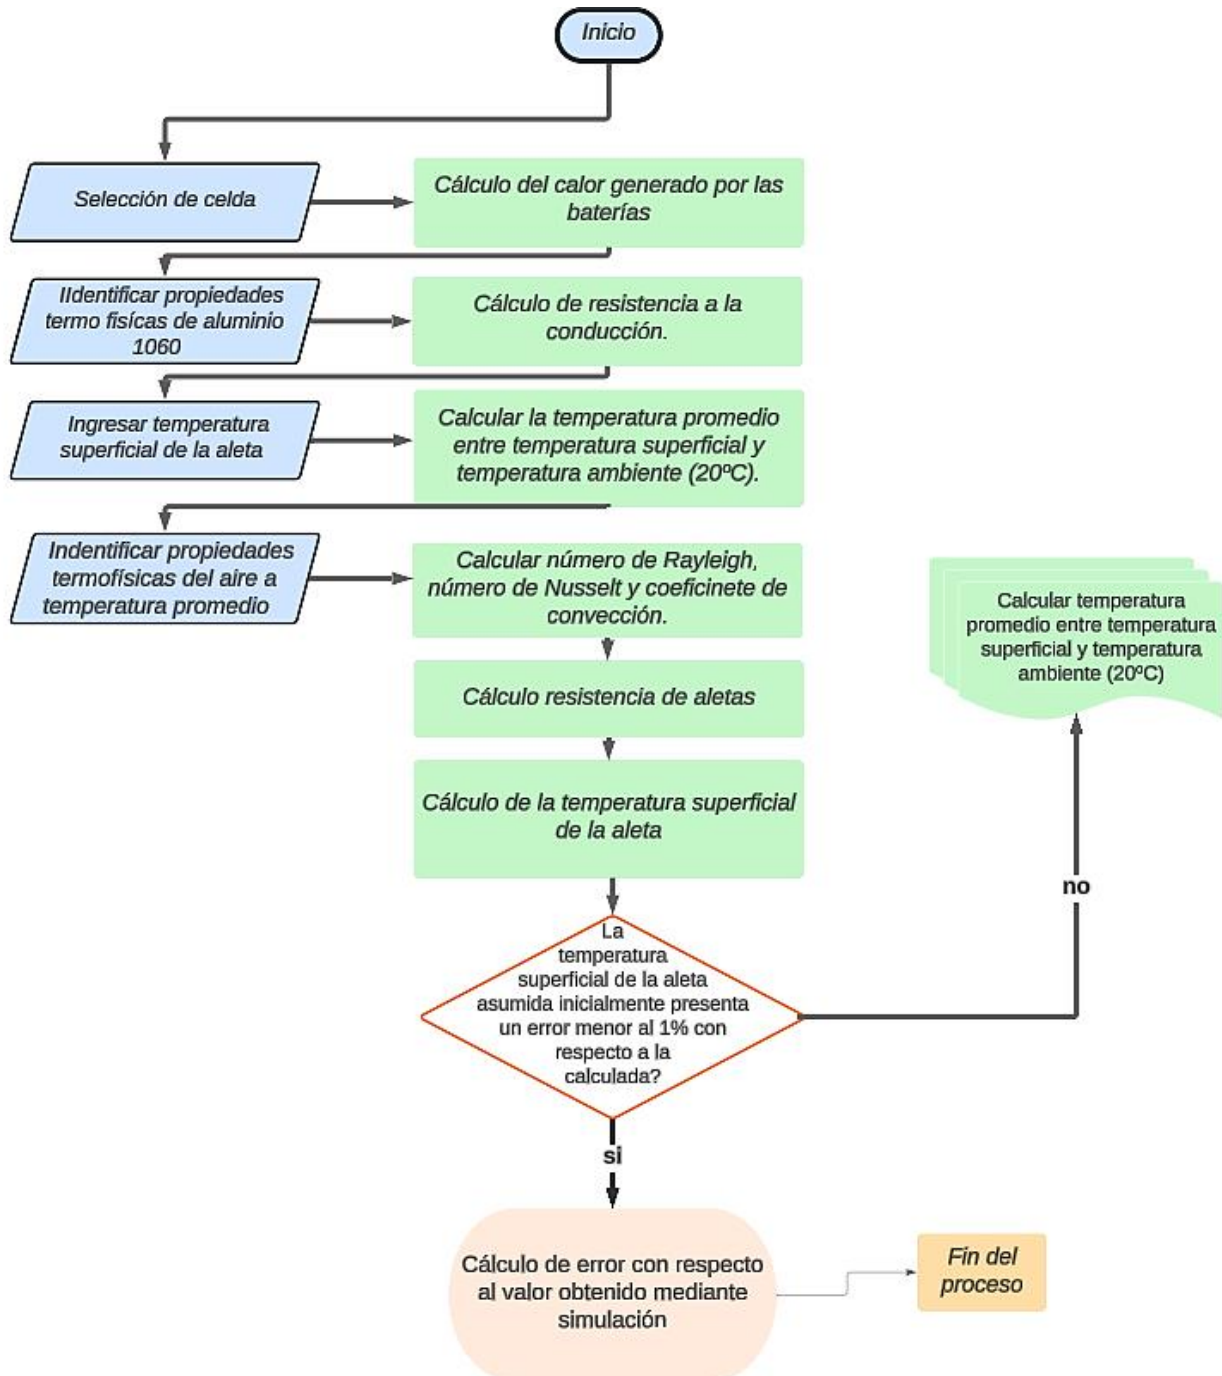 Inicio
Selección de celda
Cálculo del calor generado por las
baterías
IIdentificar propiedades
termo fisícas de aluminio
1060
Cálculo de resistencia a la
conducción.
Ingresar temperatura
superficial de la aleta
Calcular la temperatura promedio
entre temperatura superficial y
temperatura ambiente (20ºC).
Indentificar propiedades
termofísicas del aire a
temperatura promedio
Calcular número de Rayleigh,
número de Nusselt y coeficinete de
convección.
Calcular temperatura
promedio entre temperatura
superficial y temperatura
ambiente (20ºC)
Cálculo resistencia de aletas
Cálculo de la temperatura superficial
de la aleta
no
La
temperatura
superficial de la aleta
asumida inicialmente presenta
un error menor al 1% con
respecto a la
calculada?
si
Cálculo de error con respecto
al valor obtenido mediante
simulación
Fin del
proceso